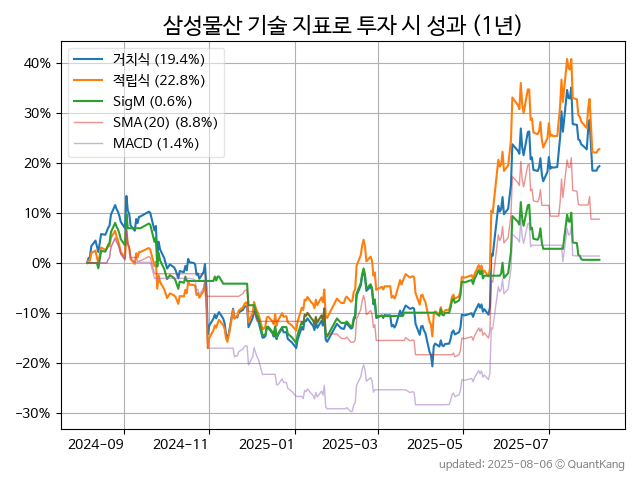 삼성물산 기술 지표로 투자 시 성과 (1년)
거치식 (19.4%)
적립식 (22.8%)
SigM (0.6%)
SMA(20) (8.8%)
MACD (1.4%)
40%
30%
20%
10%
0%
−10%
−20%
−30%
2024-09 2024-11 2025-01 2025-03 2025-05 2025-07
updated: 2025-08-06 © QuantKang